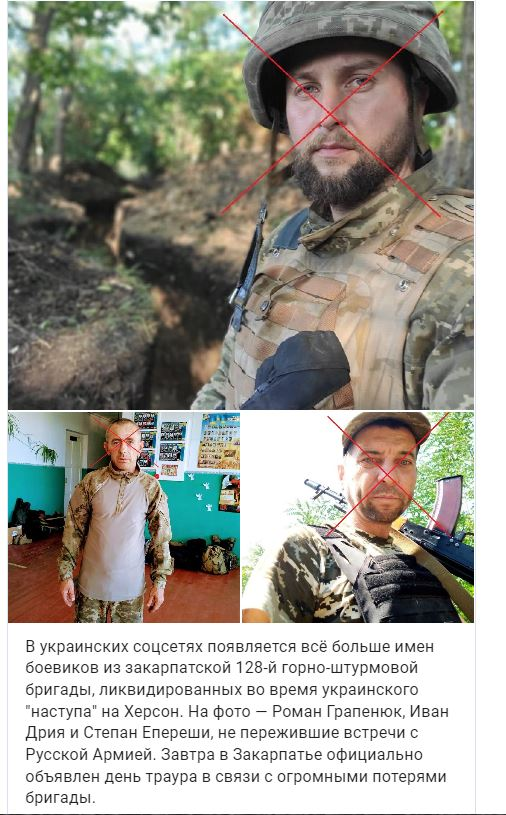 В украинских соцсетях появляется всё больше имен
боевиков из закарпатской 128-й горно-штурмовой
бригады, ликвидированных во время украинского
"наступа" на Херсон. На фото — Роман Грапенюк, Иван
Дрия и Степан Епереши, не пережившие встречи с
Русской Армией. Завтра в Закарпатье официально
объявлен день траура в связи с огромными потерями
бригады.